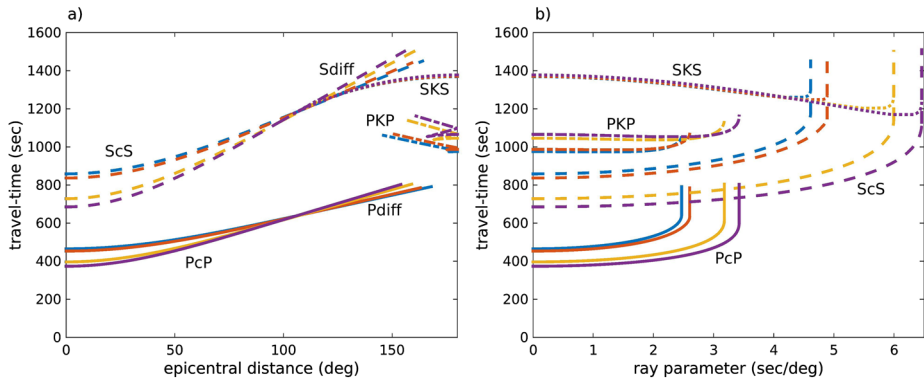 a)
1600
1400
1200
1000
800
600
400
200
0
travel-time (sec)
0
50
100
150
epicentral distance (deg)
Sdiff
SKS
PKP
ScS
Pdiff
PcP
b)
1600
1400
1200
1000
800
600
400
200
0
travel-time (sec)
0
1
2
3
4
5
6
ray parameter (sec/deg)
SKS
PKP
ScS
PcP